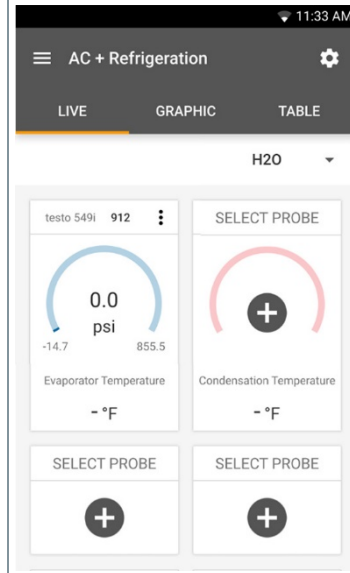 11:33 AM
AC + Refrigeration
LIVE GRAPHIC TABLE
H2O
testo 549i 912
SELECT PROBE
0.0
psi
-14.7 855.5
Evaporator Temperature
Condensation Temperature
- °F
- °F
SELECT PROBE
SELECT PROBE